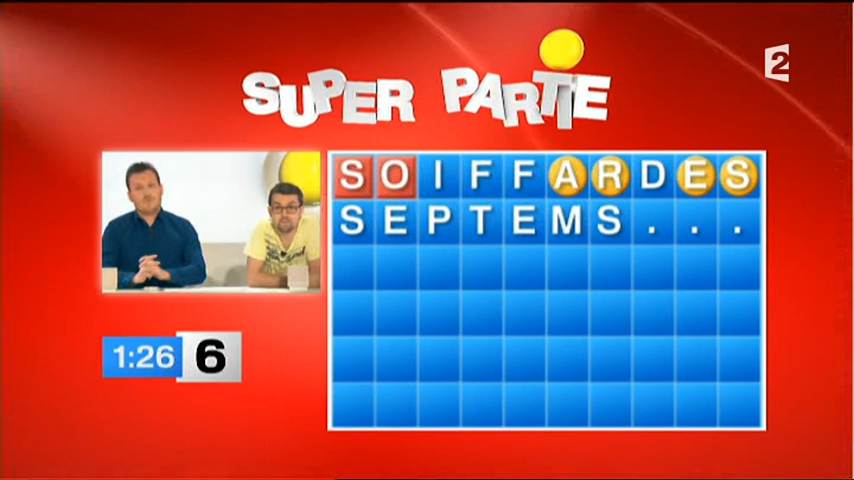 2
SUPER PARTIE
SOIFFARDES
SEPTEMS...
1:26 6